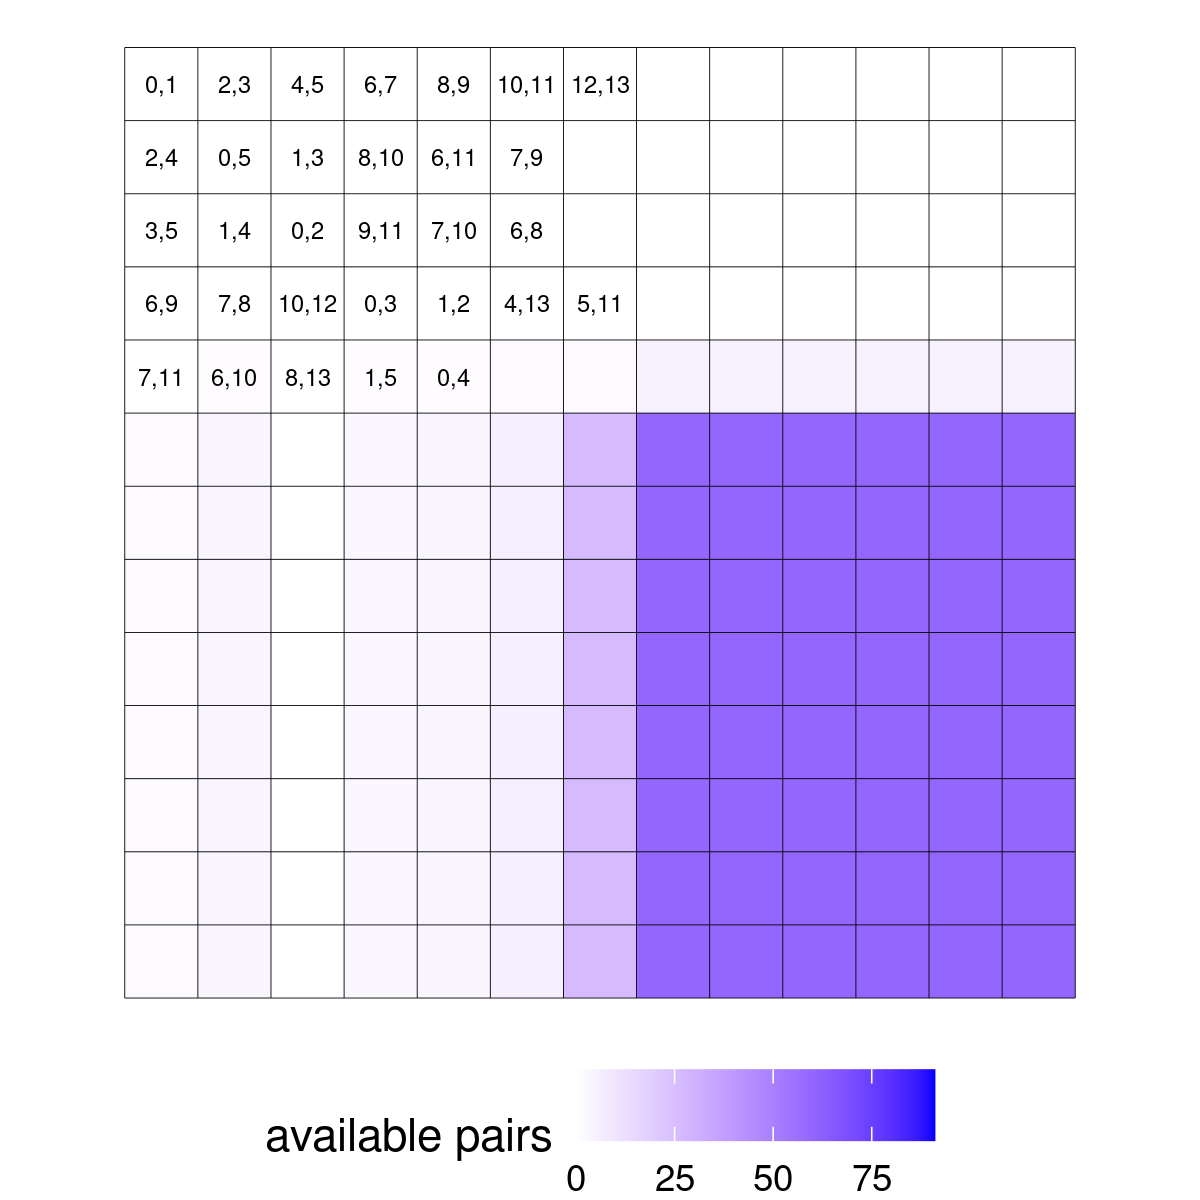 0,1 2,3 4,5 6,7 8,9 10,11 12,13
2,4 0,5 1,3 8,10 6,11 7,9
3,5 1,4 0,2 9,11 7,10 6,8
6,9 7,8 10,12 0,3 1,2 4,13 5,11
7,11 6,10 8,13 1,5 0,4
available pairs
0 25 50 75